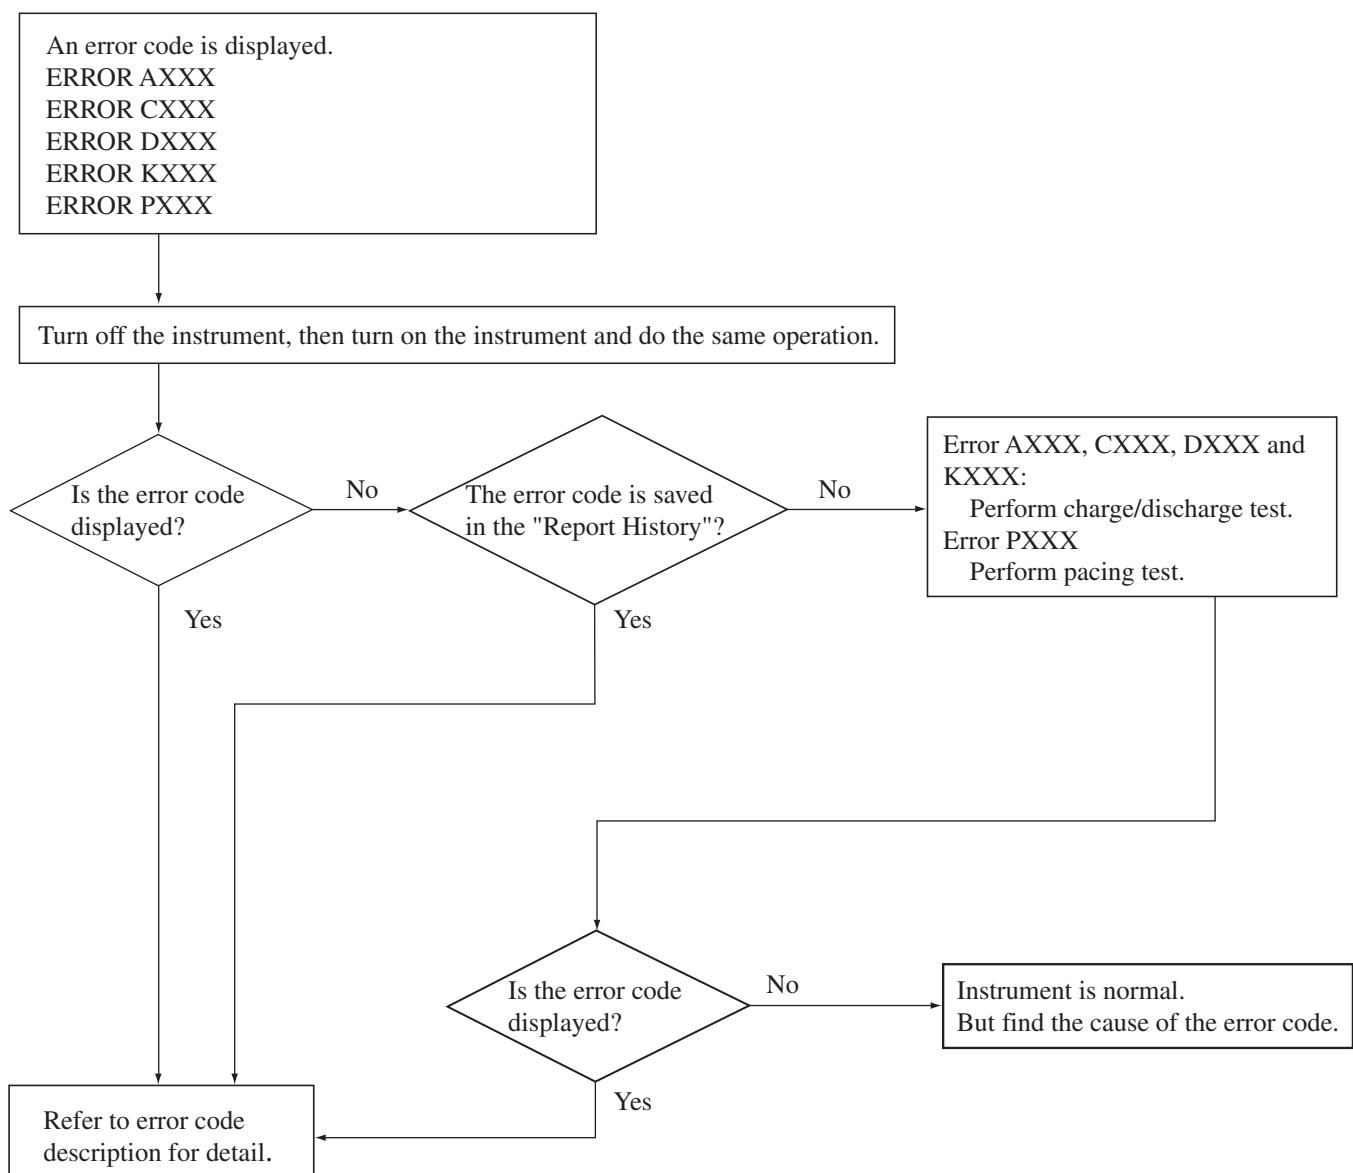 An error code is displayed.
ERROR AXXX
ERROR CXXX
ERROR DXXX
ERROR KXXX
ERROR PXXX
Turn off the instrument, then turn on the instrument and do the same operation.
Is the error code
displayed?
No
Yes
The error code is saved
in the "Report History"?
No
Yes
Error AXXX, CXXX, DXXX and
KXXX:
Perform charge/discharge test.
Error PXXX
Perform pacing test.
Is the error code
displayed?
No
Yes
Instrument is normal.
But find the cause of the error code.
Refer to error code
description for detail.